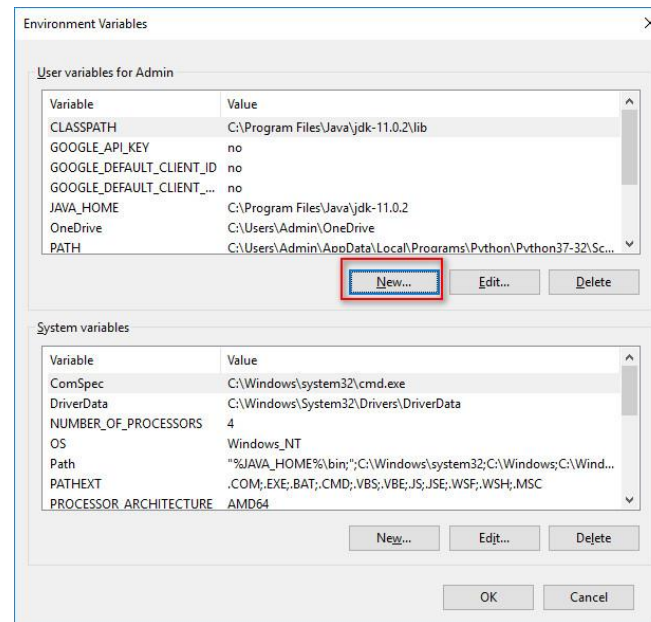 Environment Variables
User variables for Admin
Variable Value
CLASSPATH C:\Program Files\Java\jdk-11.0.2\lib
GOOGLE_API_KEY no
GOOGLE_DEFAULT_CLIENT_ID no
GOOGLE_DEFAULT_CLIENT_... no
JAVA_HOME C:\Program Files\Java\jdk-11.0.2
OneDrive C:\Users\Admin\OneDrive
PATH C:\Users\Admin\AppData\Local\Programs\Python\Python37-32\Sc...
New... Edit... Delete
System variables
Variable Value
ComSpec C:\Windows\system32\cmd.exe
DriverData C:\Windows\System32\Drivers\DriverData
NUMBER_OF_PROCESSORS 4
OS Windows_NT
Path "%JAVA_HOME%\bin;";C:\Windows\system32;C:\Windows;C:\Wind...
PATHEXT .COM;.EXE;.BAT;.CMD;.VBS;.VBE;.JS;.JSE;.WSF;.WSH;.MSC
PROCESSOR_ARCHITECTURE AMD64
New... Edit... Delete
OK Cancel